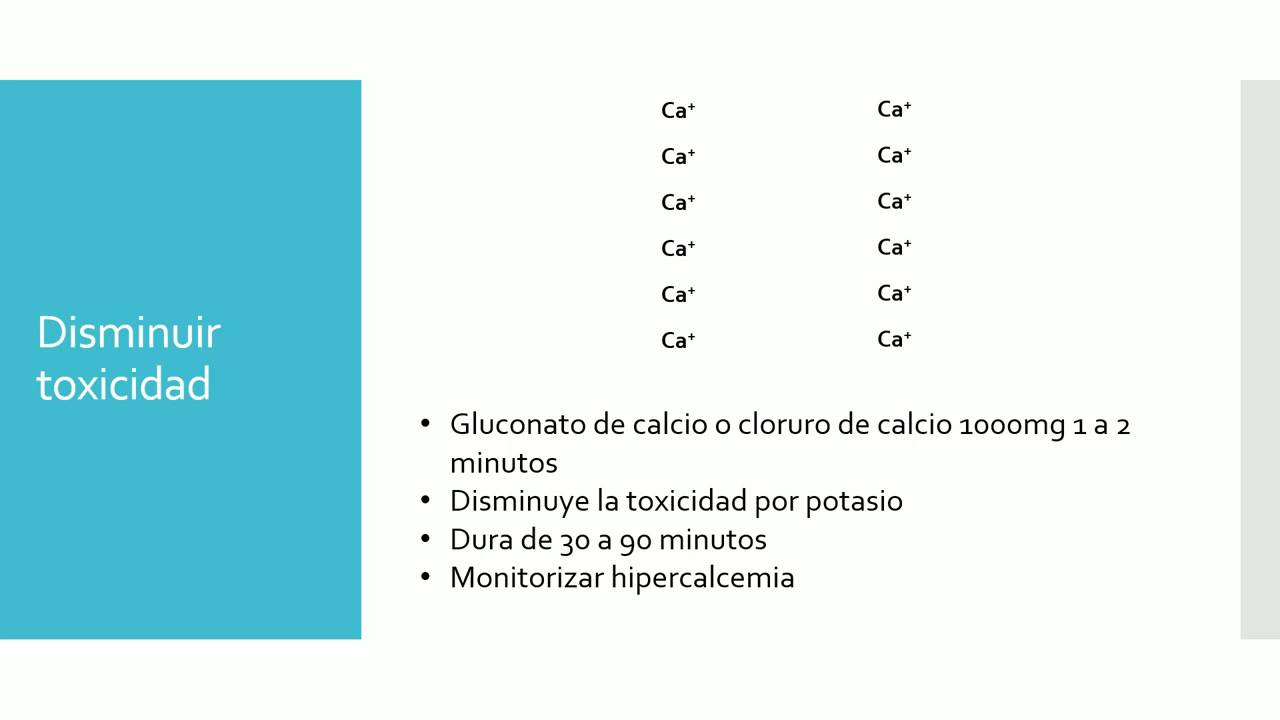 Disminuir
toxicidad
Ca⁺ Ca⁺
Ca⁺ Ca⁺
Ca⁺ Ca⁺
Ca⁺ Ca⁺
Ca⁺ Ca⁺
Ca⁺ Ca⁺
• Gluconato de calcio o cloruro de calcio 1000mg 1 a 2
minutos
• Disminuye la toxicidad por potasio
• Dura de 30 a 90 minutos
• Monitorizar hipercalcemia